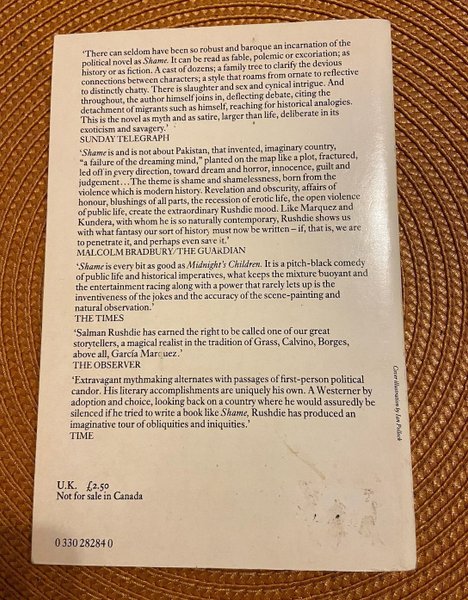 ‘There can seldom have been so robust and baroque an incarnation of the
political novel as Shame. It can be read as fable, polemic or excoriation; as
history or as fiction. A cast of dozens; a family tree to clarify the devious
connections between characters; a style that roams from ornate to reflective
to distinctly chatty. There is slaughter and sex and cynical intrigue. And
throughout, the author himself joins in, deflecting debate, citing the
detachment of migrants such as himself, reaching for historical analogies.
This is the novel as myth and as satire, larger than life, deliberate in its
exoticism and savagery.’
SUNDAY TELEGRAPH
‘Shame is and is not about Pakistan, that invented, imaginary country,
“a failure of the dreaming mind,” planted on the map like a plot, fractured,
led off in every direction, toward dream and horror, innocence, guilt and
judgement...The theme is shame and shamelessness, born from the
violence which is modern history. Revelation and obscurity, affairs of
honour, blushings of all parts, the recession of erotic life, the open violence
of public life, create the extraordinary Rushdie mood. Like Marquez and
Kundera, with whom he is so naturally contemporary, Rushdie shows us
with what fantasy our sort of history must now be written – if, that is, we are
to penetrate it, and perhaps even save it.’
MALCOLM BRADBURY/THE GUARDIAN
‘Shame is every bit as good as Midnight's Children. It is a pitch-black comedy
of public life and historical imperatives, what keeps the mixture buoyant and
the entertainment racing along with a power that rarely lets up is the
inventiveness of the jokes and the accuracy of the scene-painting and
natural observation.’
THE TIMES
‘Salman Rushdie has earned the right to be called one of our great
storytellers, a magical realist in the tradition of Grass, Calvino, Borges,
above all, García Marquez.’
THE OBSERVER
‘Extravagant mythmaking alternates with passages of first-person political
candor. His literary accomplishments are uniquely his own. A Westerner by
adoption and choice, looking back on a country where he would assuredly be
silenced if he tried to write a book like Shame, Rushdie has produced an
imaginative tour of obliquities and iniquities.’
TIME
Cover illustration by Ian Pollock
U.K. £2.50
Not for sale in Canada
0 330 28284 0